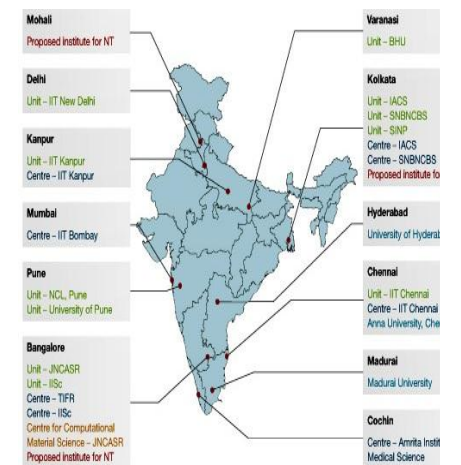 Mohali
Proposed institute for NT
Delhi
Unit – IIT New Delhi
Kanpur
Unit – IIT Kanpur
Centre – IIT Kanpur
Mumbai
Centre – IIT Bombay
Pune
Unit – NCL, Pune
Unit – University of Pune
Bangalore
Unit – JNCASR
Unit – IISc
Centre – TIFR
Centre – IISc
Centre for Computational
Material Science – JNCASR
Proposed institute for NT
Varanasi
Unit – BHU
Kolkata
Unit – IACS
Unit – SNBNCBS
Unit – SINP
Centre – IACS
Centre – SNBNCBS
Proposed institute fo
Hyderabad
University of Hyderab
Chennai
Unit – IIT Chennai
Centre – IIT Chennai
Anna University, Che
Madurai
Madurai University
Cochin
Centre – Amrita Instit
Medical Science